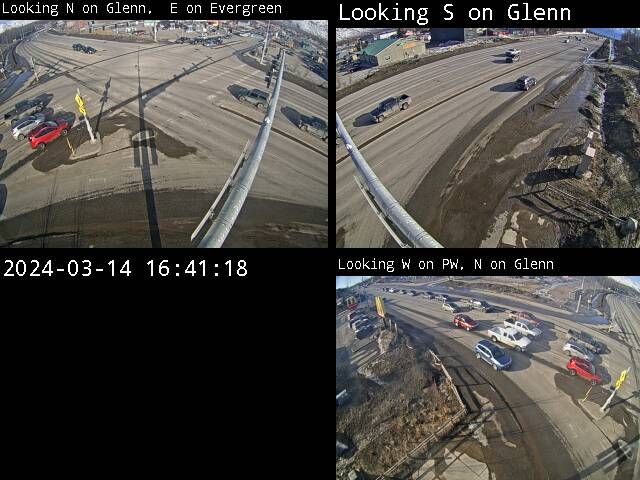 Looking N on Glenn, E on Evergreen
Looking S on Glenn
2024-03-14 16:41:18
Looking W on PW, N on Glenn